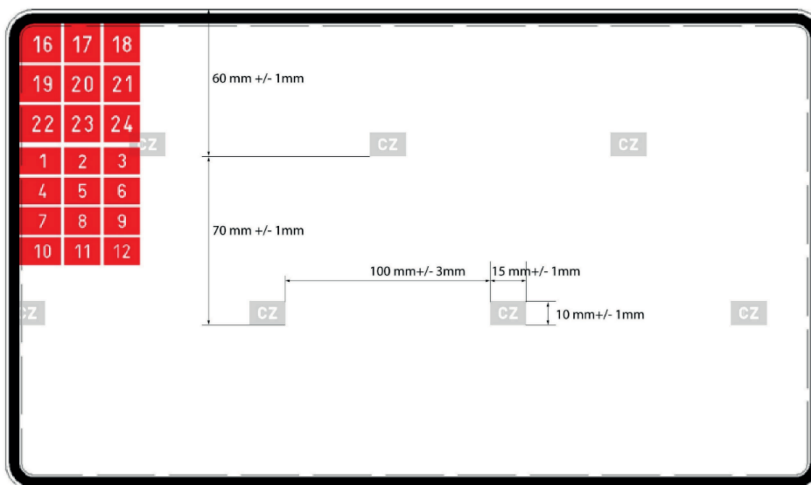 16 17 18
19 20 21
60 mm +/- 1mm
22 23 24
CZ CZ CZ
1 2 3
4 5 6
7 8 9
70 mm +/- 1mm
10 11 12
100 mm+/- 3mm 15 mm+/- 1mm
CZ CZ CZ CZ
10 mm+/- 1mm